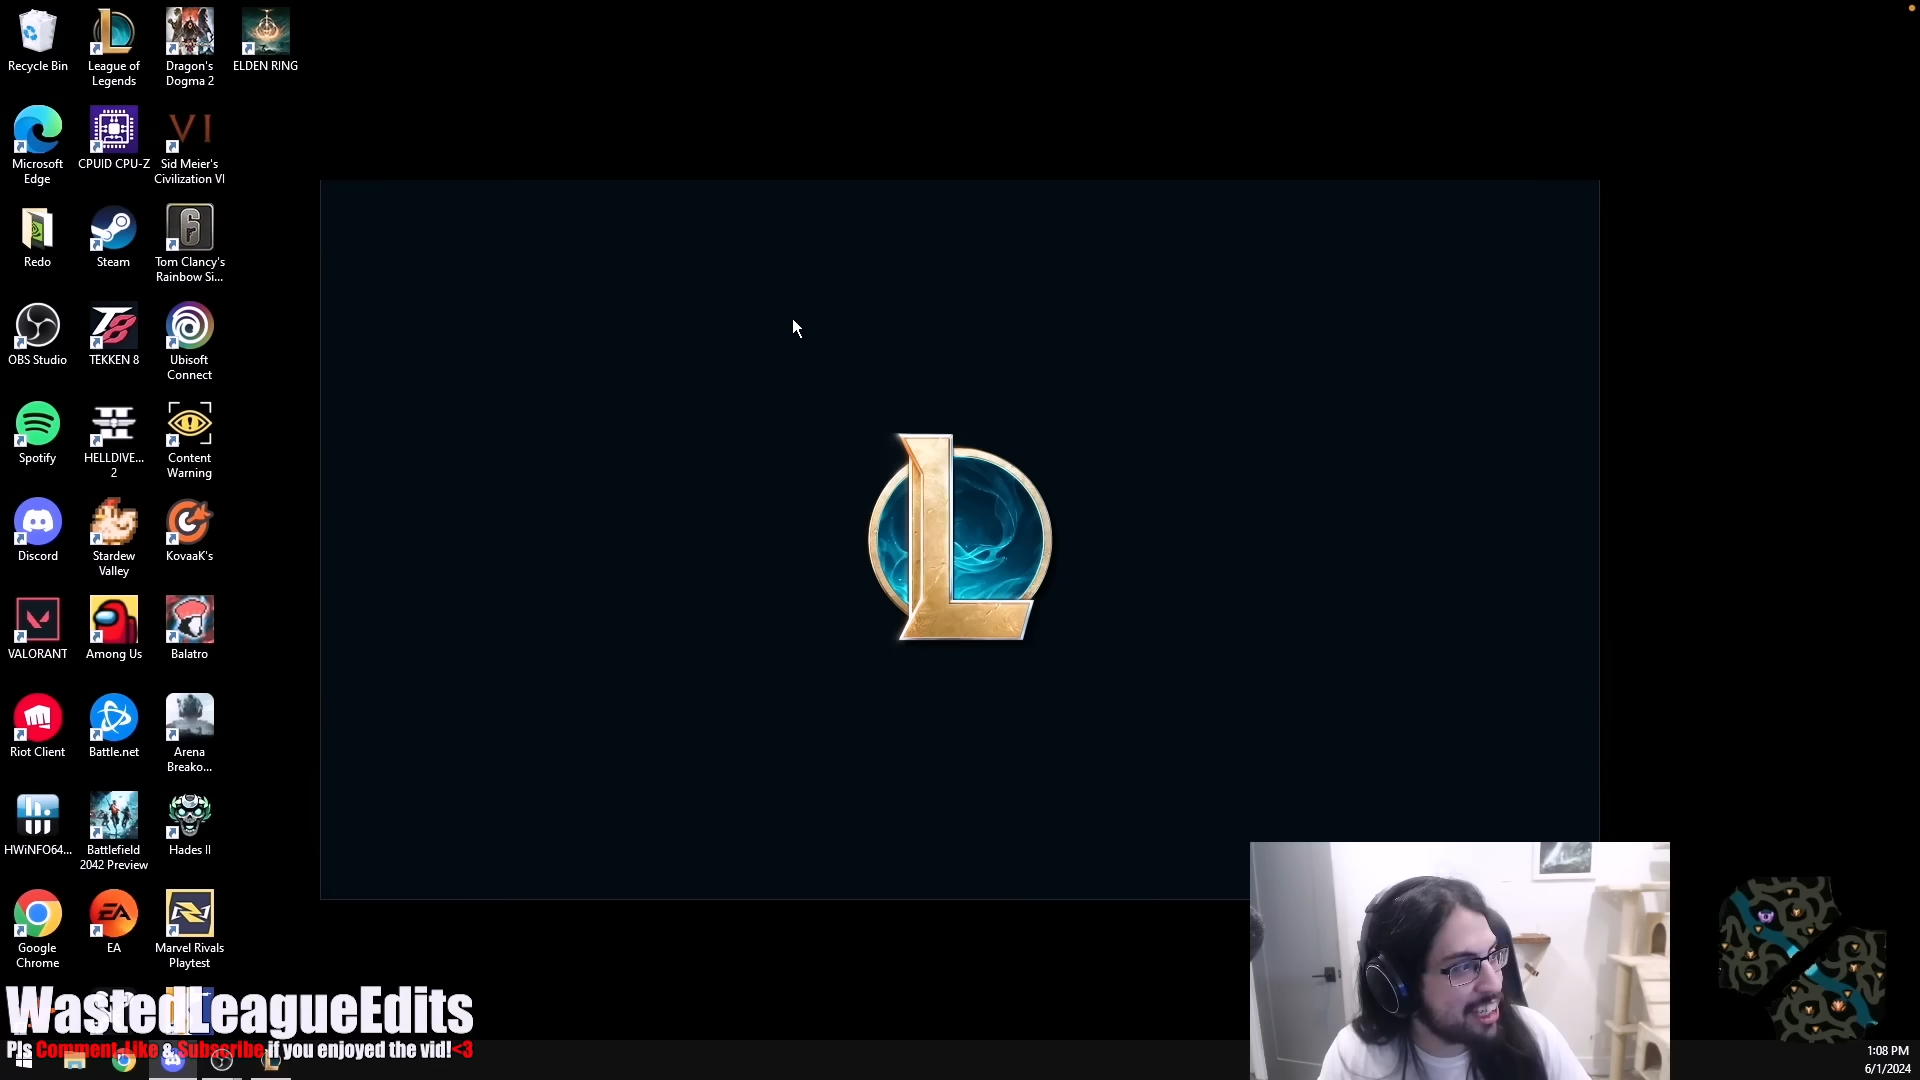 Recycle Bin
League of
Legends
Dragon's
Dogma 2
ELDEN RING
Microsoft
Edge
CPUID CPU-Z
VI
Sid Meier's
Civilization VI
Redo
Steam
6
Tom Clancy's
Rainbow Si...
OBS Studio
T8
TEKKEN 8
Ubisoft
Connect
Spotify
HELLDIVE...
2
Content
Warning
Discord
Stardew
Valley
KovaaK's
VALORANT
Among Us
Balatro
Riot Client
Battle.net
Arena
Breako...
HWiNFO64...
Battlefield
2042 Preview
Hades II
Google
Chrome
EA
EA
Marvel Rivals
Playtest
L
WastedLeagueEdits
Pls Comment, Like & Subscribe if you enjoyed the vid!<3
1:08 PM
6/1/2024